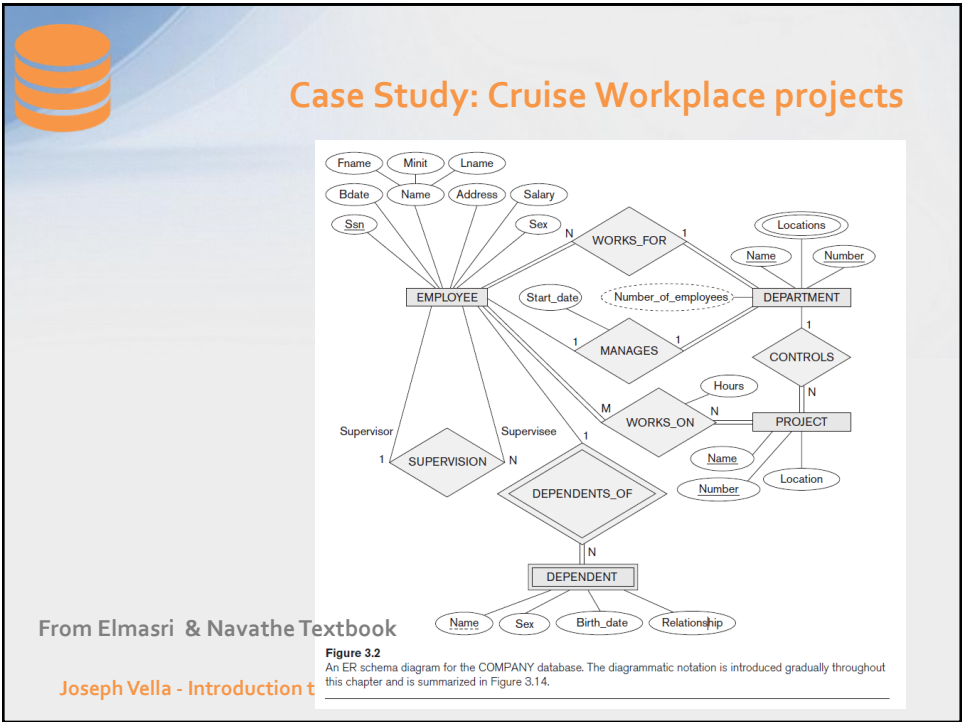 Case Study: Cruise Workplace projects
Fname Minit Lname
Bdate Name Address Salary
Ssn Sex
N WORKS_FOR 1
Locations
Name Number
EMPLOYEE Start_date Number_of_employees DEPARTMENT
1 MANAGES 1
1
CONTROLS
N
Hours
M WORKS_ON N PROJECT
Supervisor Supervisee
1 SUPERVISION N
1
Name
Number Location
DEPENDENTS_OF
N
DEPENDENT
Name Sex Birth_date Relationship
From Elmasri & Navathe Textbook
Figure 3.2
An ER schema diagram for the COMPANY database. The diagrammatic notation is introduced gradually throughout
this chapter and is summarized in Figure 3.14.
Joseph Vella - Introduction t